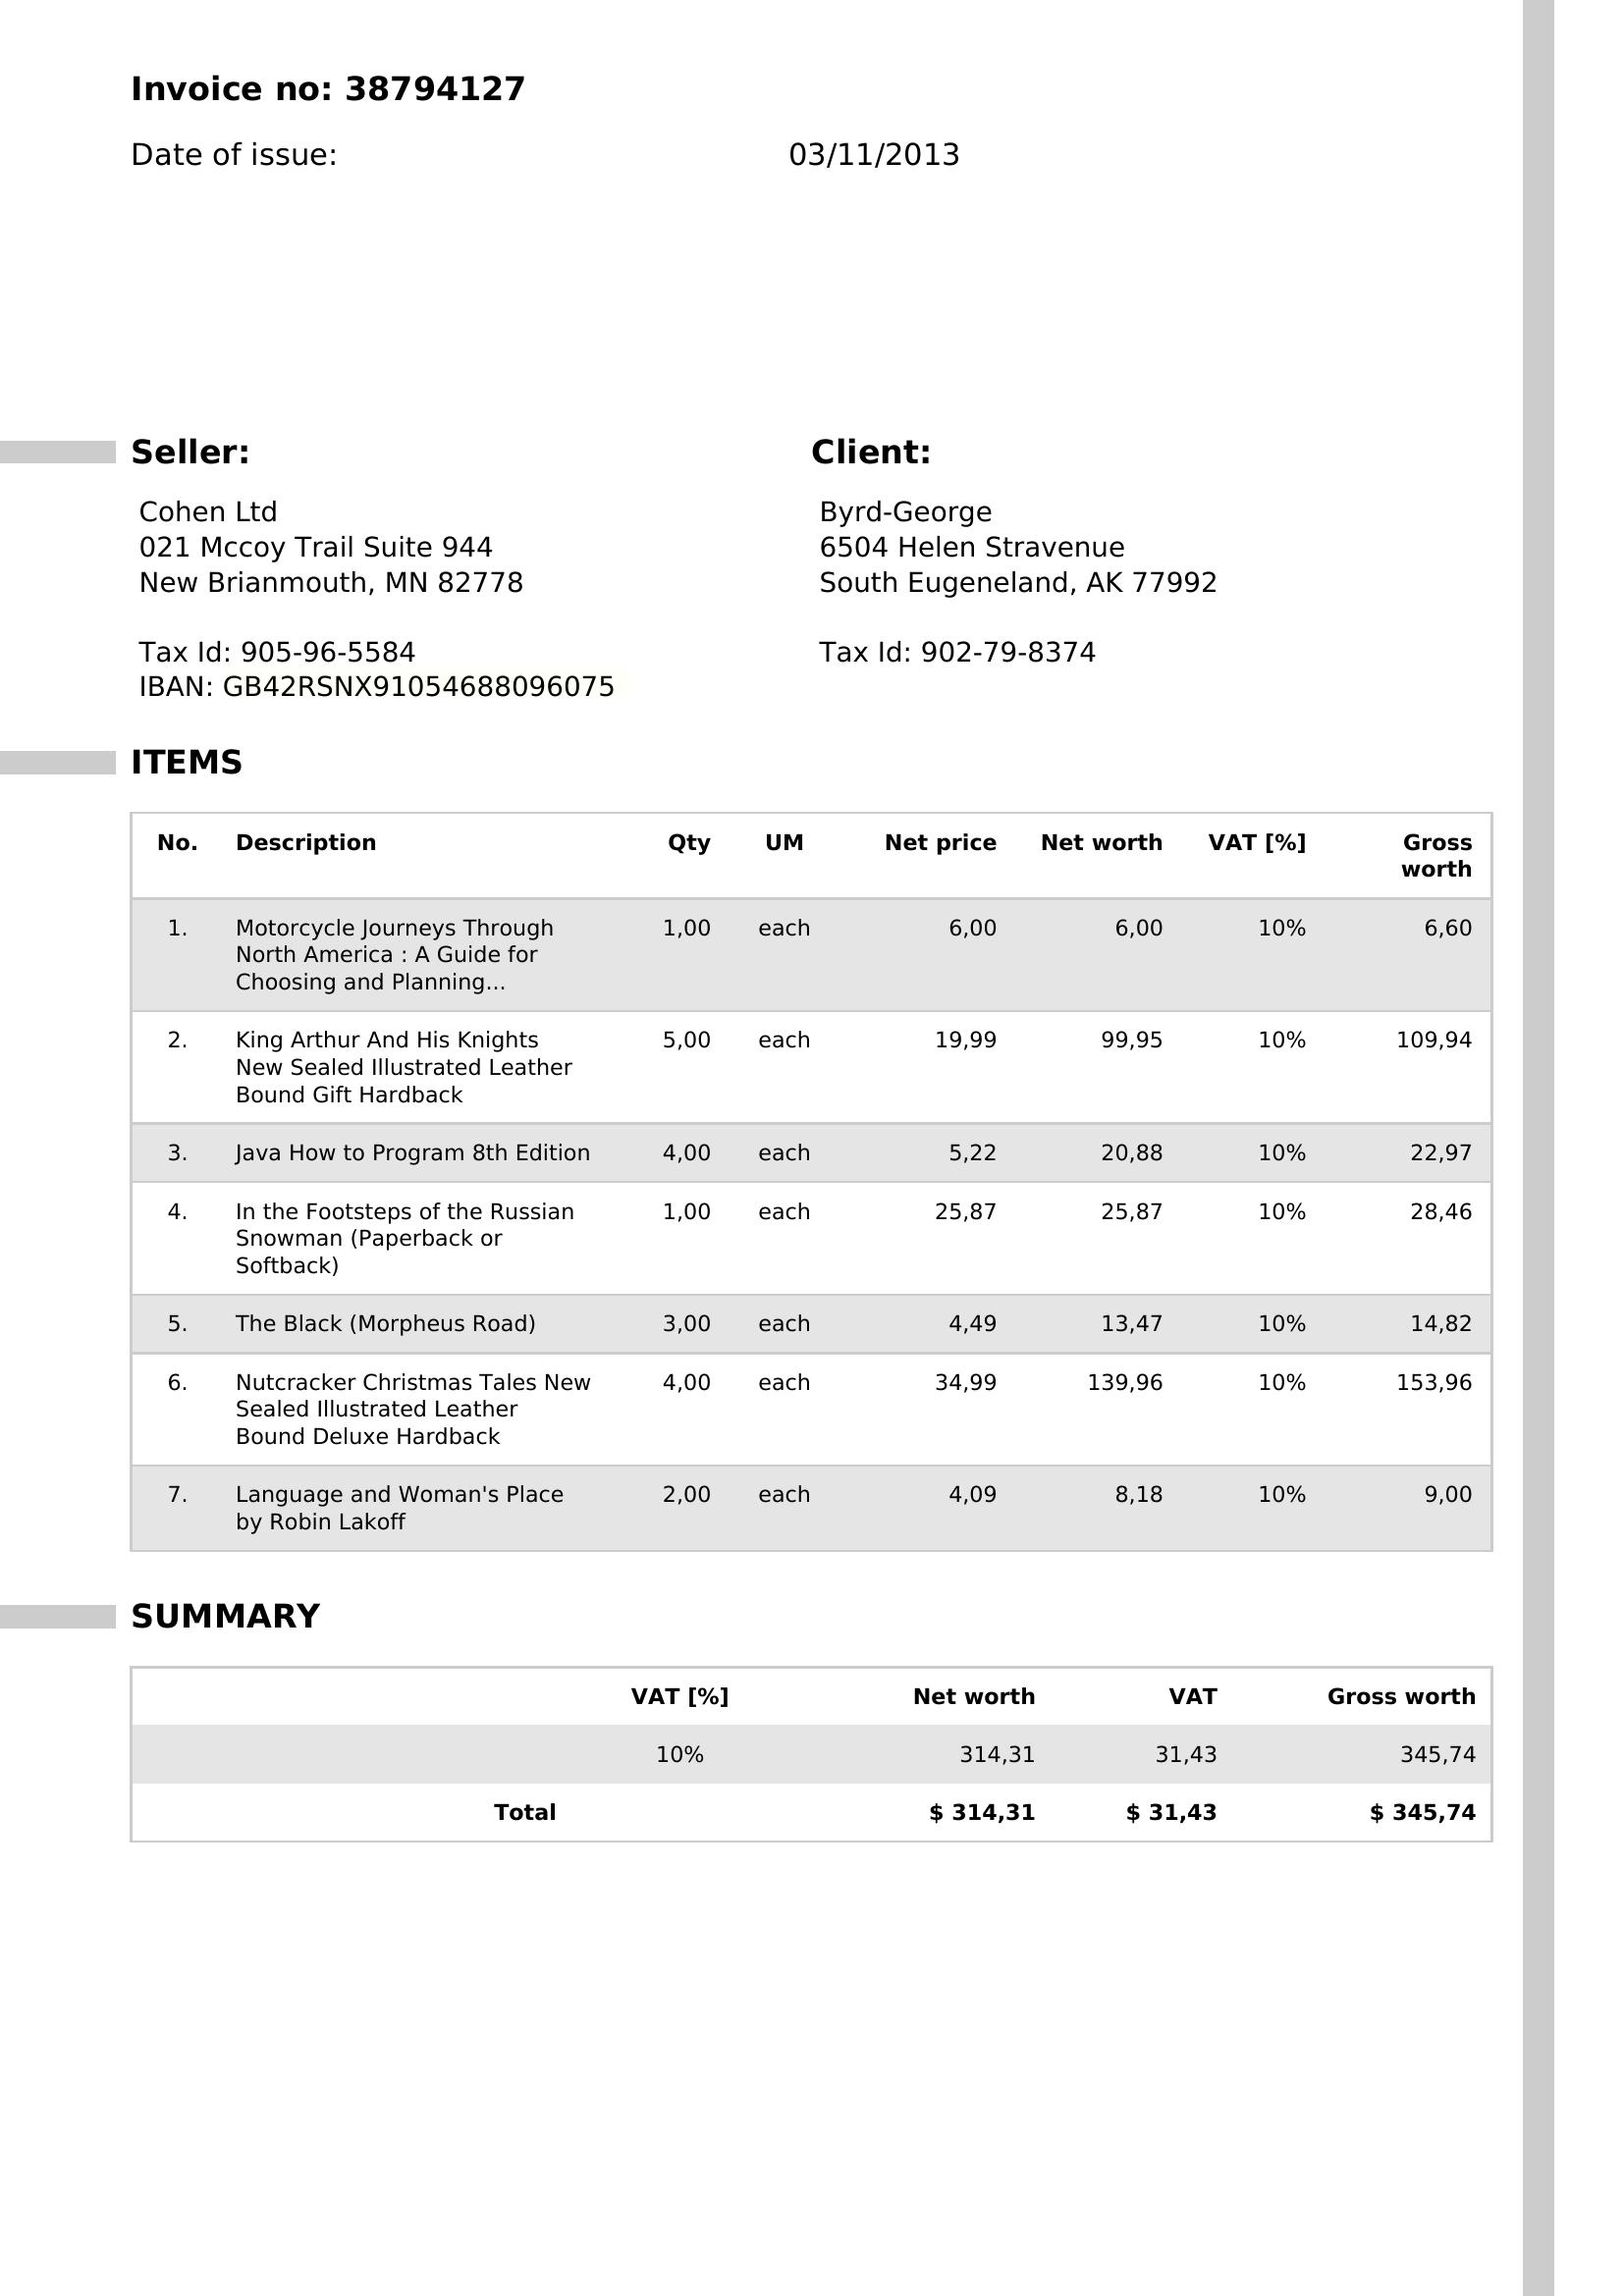 Invoice no: 38794127
Date of issue: 03/11/2013
Seller:
Cohen Ltd
021 Mccoy Trail Suite 944
New Brianmouth, MN 82778
Tax Id: 905-96-5584
IBAN: GB42RSNX91054688096075
Client:
Byrd-George
6504 Helen Stravenue
South Eugeneland, AK 77992
Tax Id: 902-79-8374
ITEMS
No. Description Qty UM Net price Net worth VAT [%] Gross
worth
1. Motorcycle Journeys Through 1,00 each 6,00 6,00 10% 6,60
North America : A Guide for
Choosing and Planning...
2. King Arthur And His Knights 5,00 each 19,99 99,95 10% 109,94
New Sealed Illustrated Leather
Bound Gift Hardback
3. Java How to Program 8th Edition 4,00 each 5,22 20,88 10% 22,97
4. In the Footsteps of the Russian 1,00 each 25,87 25,87 10% 28,46
Snowman (Paperback or
Softback)
5. The Black (Morpheus Road) 3,00 each 4,49 13,47 10% 14,82
6. Nutcracker Christmas Tales New 4,00 each 34,99 139,96 10% 153,96
Sealed Illustrated Leather
Bound Deluxe Hardback
7. Language and Woman's Place 2,00 each 4,09 8,18 10% 9,00
by Robin Lakoff
SUMMARY
VAT [%] Net worth VAT Gross worth
10% 314,31 31,43 345,74
Total $ 314,31 $ 31,43 $ 345,74